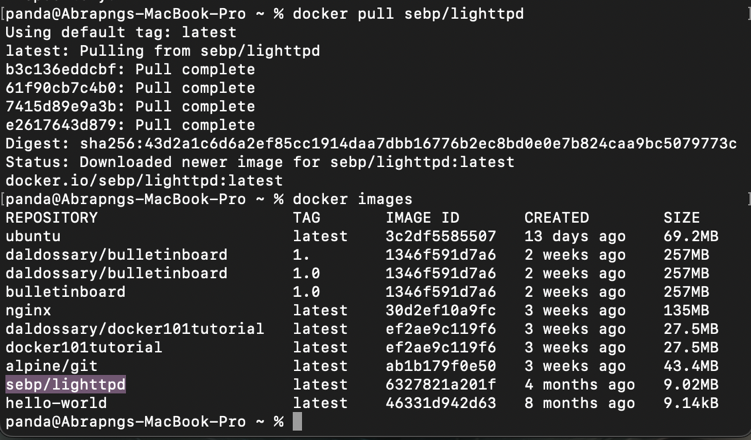 [panda@Abrapngs-MacBook-Pro ~ % docker pull sebp/lighttpd ]
Using default tag: latest
latest: Pulling from sebp/lighttpd
b3c136eddcbf: Pull complete
61f90cb7c4b0: Pull complete
7415d89e9a3b: Pull complete
e2617643d879: Pull complete
Digest: sha256:43d2a1c6d6a2ef85cc1914daa7dbb16776b2ec8bd0e0e7b824caa9bc5079773c
Status: Downloaded newer image for sebp/lighttpd:latest
docker.io/sebp/lighttpd:latest
[panda@Abrapngs-MacBook-Pro ~ % docker images ]
REPOSITORY TAG IMAGE ID CREATED SIZE
ubuntu latest 3c2df5585507 13 days ago 69.2MB
daldossary/bulletinboard 1. 1346f591d7a6 2 weeks ago 257MB
daldossary/bulletinboard 1.0 1346f591d7a6 2 weeks ago 257MB
bulletinboard 1.0 1346f591d7a6 2 weeks ago 257MB
nginx latest 30d2ef10a9fc 3 weeks ago 135MB
daldossary/docker101tutorial latest ef2ae9c119f6 3 weeks ago 27.5MB
docker101tutorial latest ef2ae9c119f6 3 weeks ago 27.5MB
alpine/git latest ab1b179f0e50 3 weeks ago 43.4MB
sebp/lighttpd latest 6327821a201f 4 months ago 9.02MB
hello-world latest 46331d942d63 8 months ago 9.14kB
panda@Abrapngs-MacBook-Pro ~ %